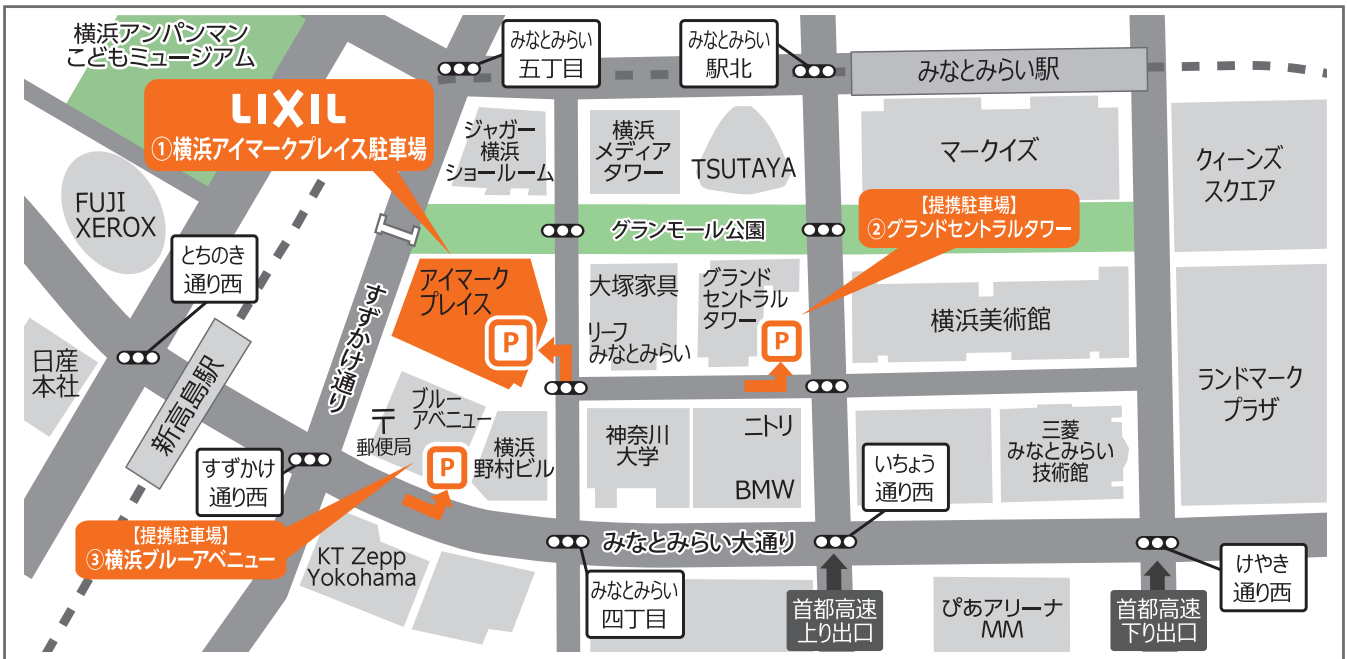 横浜アンパンマン
こどもミュージアム
みなとみらい
五丁目
みなとみらい
駅北
みなとみらい駅
LIXIL
①横浜アイマークプレイス駐車場
ジャガー
横浜
ショールーム
横浜
メディア
タワー
TSUTAYA
マークイズ
クィーンズ
スクエア
FUJI
XEROX
【提携駐車場】
②グランドセントラルタワー
グランモール公園
とちのき
通り西
アイマーク
プレイス
P
すずかけ通り
大塚家具
リーフ
みなとみらい
グランド
セントラル
タワー
P
横浜美術館
日産
本社
新高島駅
ランドマーク
プラザ
ブルー
アベニュー
〒
郵便局
P
横浜
野村ビル
神奈川
大学
ニトリ
BMW
いちょう
通り西
三菱
みなとみらい
技術館
すずかけ
通り西
【提携駐車場】
③横浜ブルーアベニュー
KT Zepp
Yokohama
みなとみらい大通り
みなとみらい
四丁目
首都高速
上り出口
ぴあアリーナ
MM
首都高速
下り出口
けやき
通り西